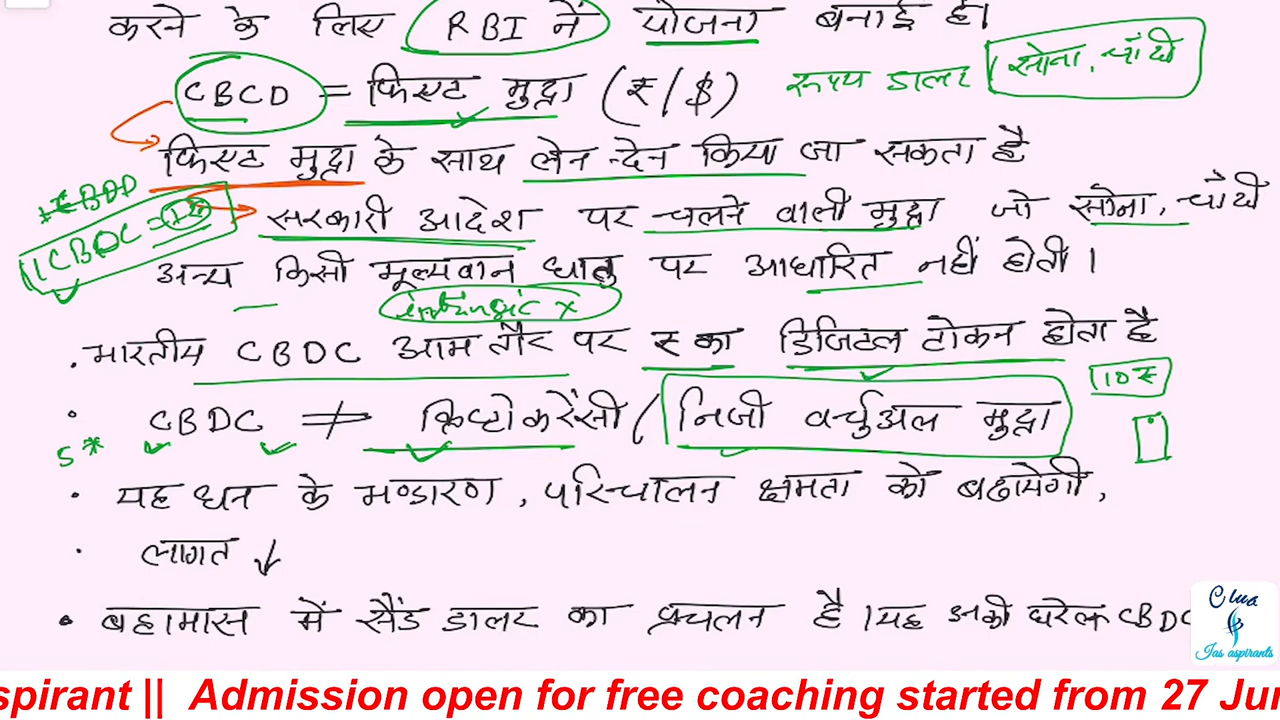 करने के लिए RBI ने योजना बनाई है।
CBCD = फिएट मुद्रा (₹/$) रूपय डालर सोना, चाँदी
फिएट मुद्रा के साथ लेन-देन किया जा सकता है
CBDC =
सरकारी आदेश पर चलने वाली मुद्रा जो सोना, चाँदी
अन्य किसी मूल्यवान धातु पर आधारित नहीं होती।
intringic x
. भारतीय CBDC आम तौर पर ₹ का डिजिटल टोकन होता है
10₹
• CBDC ≠ क्रिप्टोकरेंसी (निजी वर्चुअल मुद्रा
5*
• यह धन के भण्डारण, परिचालन क्षमता को बढायेगी,
• लागत ↓
• बहामास में सैंड डालर का प्रचलन है।यह उनकी घरेलू CBDC
Clue
Ias aspirants
spirant || Admission open for free coaching started from 27 Jun